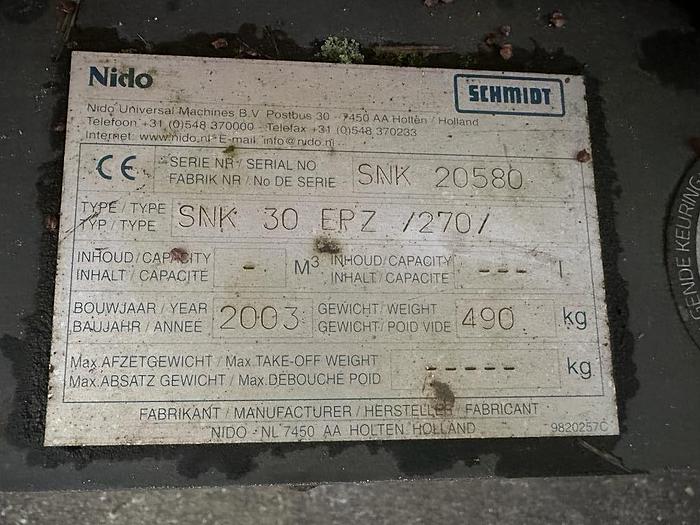 Nido
SCHMIDT
Nido Universal Machines B.V. Postbus 30 - 7450 AA Holten / Holland
Telefoon +31 (0)548 370000 - Telefax +31 (0)548 370233
Internet: www.nido.nl - E-mail info@nido.nl
CE
SERIE NR / SERIAL NO
FABRIK NR / No DE SERIE
SNK 20580
TYPE / TYPE
TYP / TYPE
SNK 30 EPZ /270/
INHOUD / CAPACITY
INHALT / CAPACITÉ
-
M³
INHOUD / CAPACITY
INHALT / CAPACITÉ
---
l
BOUWJAAR / YEAR
BAUJAHR / ANNEE
2003
GEWICHT / WEIGHT
GEWICHT / POID VIDE
490
kg
Max. AFZETGEWICHT / Max. TAKE-OFF WEIGHT
Max. ABSATZ GEWICHT / Max. DÉBOUCHE POID
-----
kg
FABRIKANT / MANUFACTURER / HERSTELLER / FABRICANT
NIDO - NL 7450 AA HOLTEN, HOLLAND
9820257C
GENDE KEURING